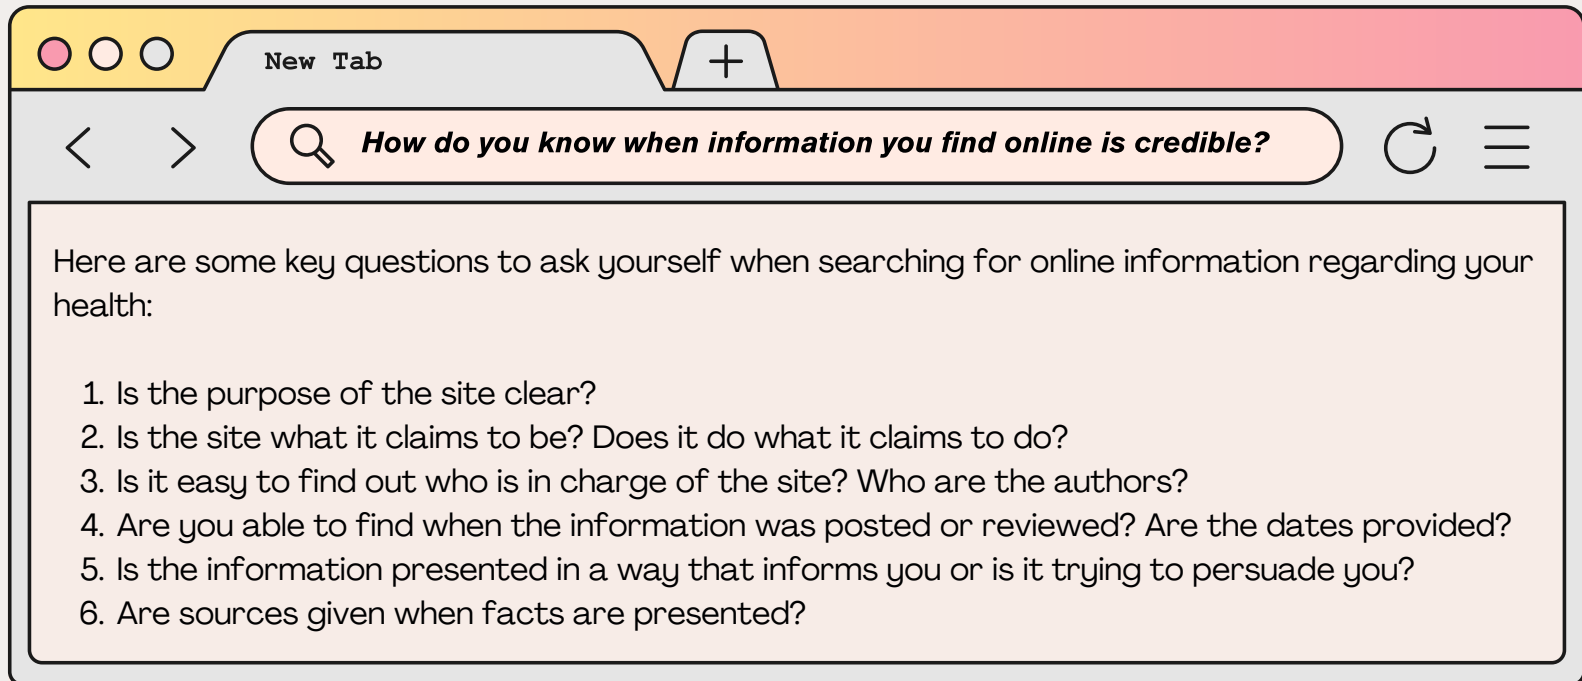 New Tab
How do you know when information you find online is credible?
Here are some key questions to ask yourself when searching for online information regarding your
health:
1. Is the purpose of the site clear?
2. Is the site what it claims to be? Does it do what it claims to do?
3. Is it easy to find out who is in charge of the site? Who are the authors?
4. Are you able to find when the information was posted or reviewed? Are the dates provided?
5. Is the information presented in a way that informs you or is it trying to persuade you?
6. Are sources given when facts are presented?